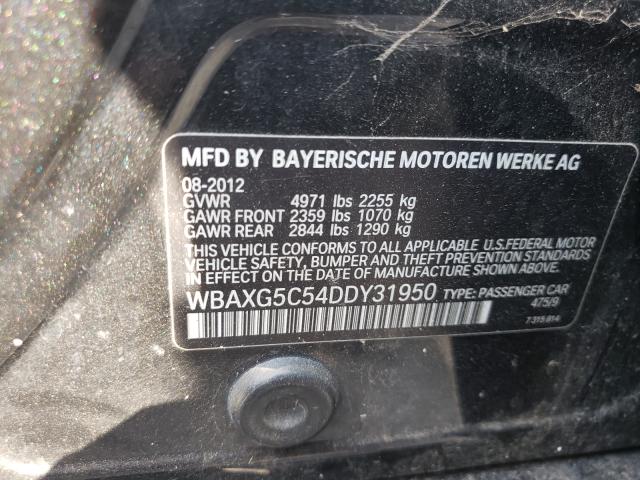 MFD BY BAYERISCHE MOTOREN WERKE AG
08-2012
GVWR 4971 lbs 2255 kg
GAWR FRONT 2359 lbs 1070 kg
GAWR REAR 2844 lbs 1290 kg
THIS VEHICLE CONFORMS TO ALL APPLICABLE U.S.FEDERAL MOTOR
VEHICLE SAFETY, BUMPER AND THEFT PREVENTION STANDARDS IN
EFFECT ON THE DATE OF MANUFACTURE SHOWN ABOVE.
WBAXG5C54DDY31950 TYPE: PASSENGER CAR
475/9
7 315 814